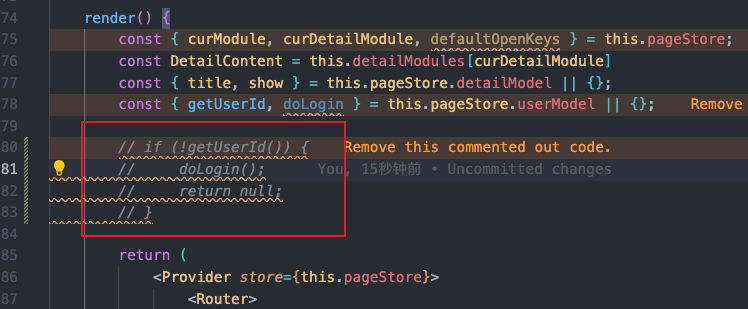 74 render() {
75 const { curModule, curDetailModule, defaultOpenKeys } = this.pageStore;
76 const DetailContent = this.detailModules[curDetailModule]
77 const { title, show } = this.pageStore.detailModel || {};
78 const { getUserId, doLogin } = this.pageStore.userModel || {}; Remove
79
80 // if (!getUserId()) { Remove this commented out code.
81 // doLogin(); You, 15秒钟前 • Uncommitted changes
82 // return null;
83 // }
84
85 return (
86 <Provider store={this.pageStore}>
87 <Router>